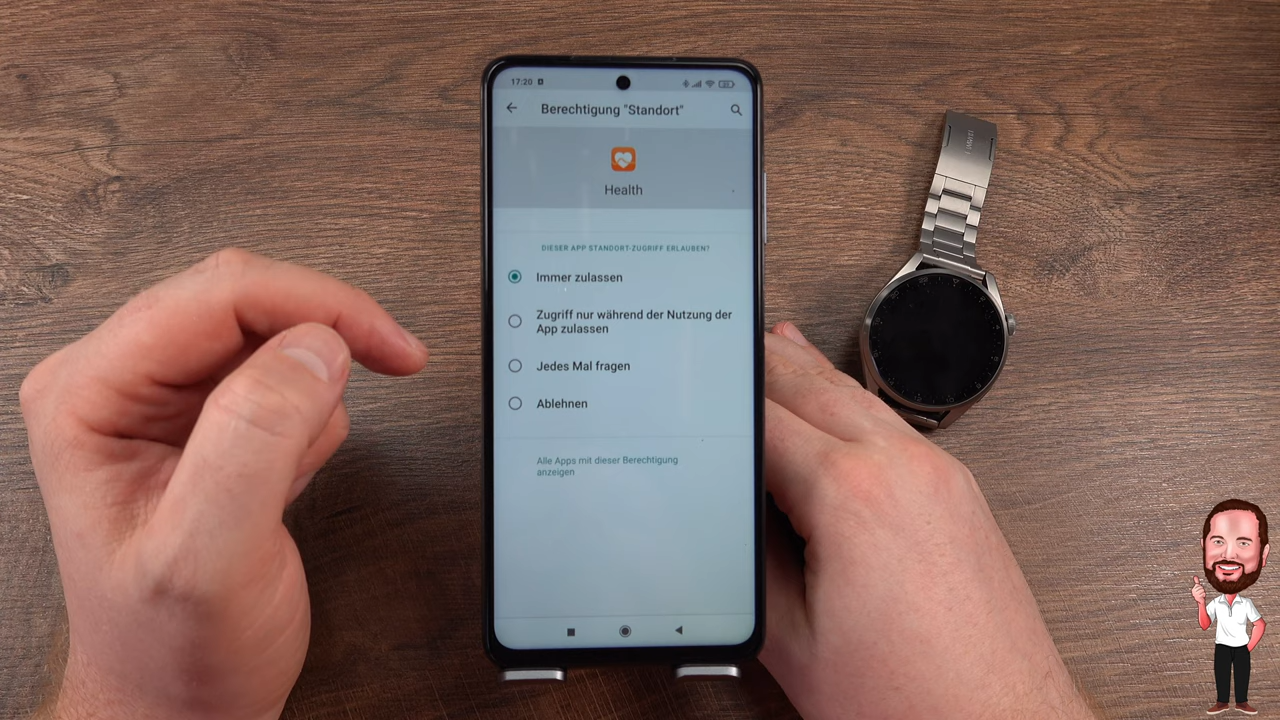 17:20
Berechtigung "Standort"
Health
DIESER APP STANDORT-ZUGRIFF ERLAUBEN?
Immer zulassen
Zugriff nur während der Nutzung der
App zulassen
Jedes Mal fragen
Ablehnen
Alle Apps mit dieser Berechtigung
anzeigen
HUAWEI